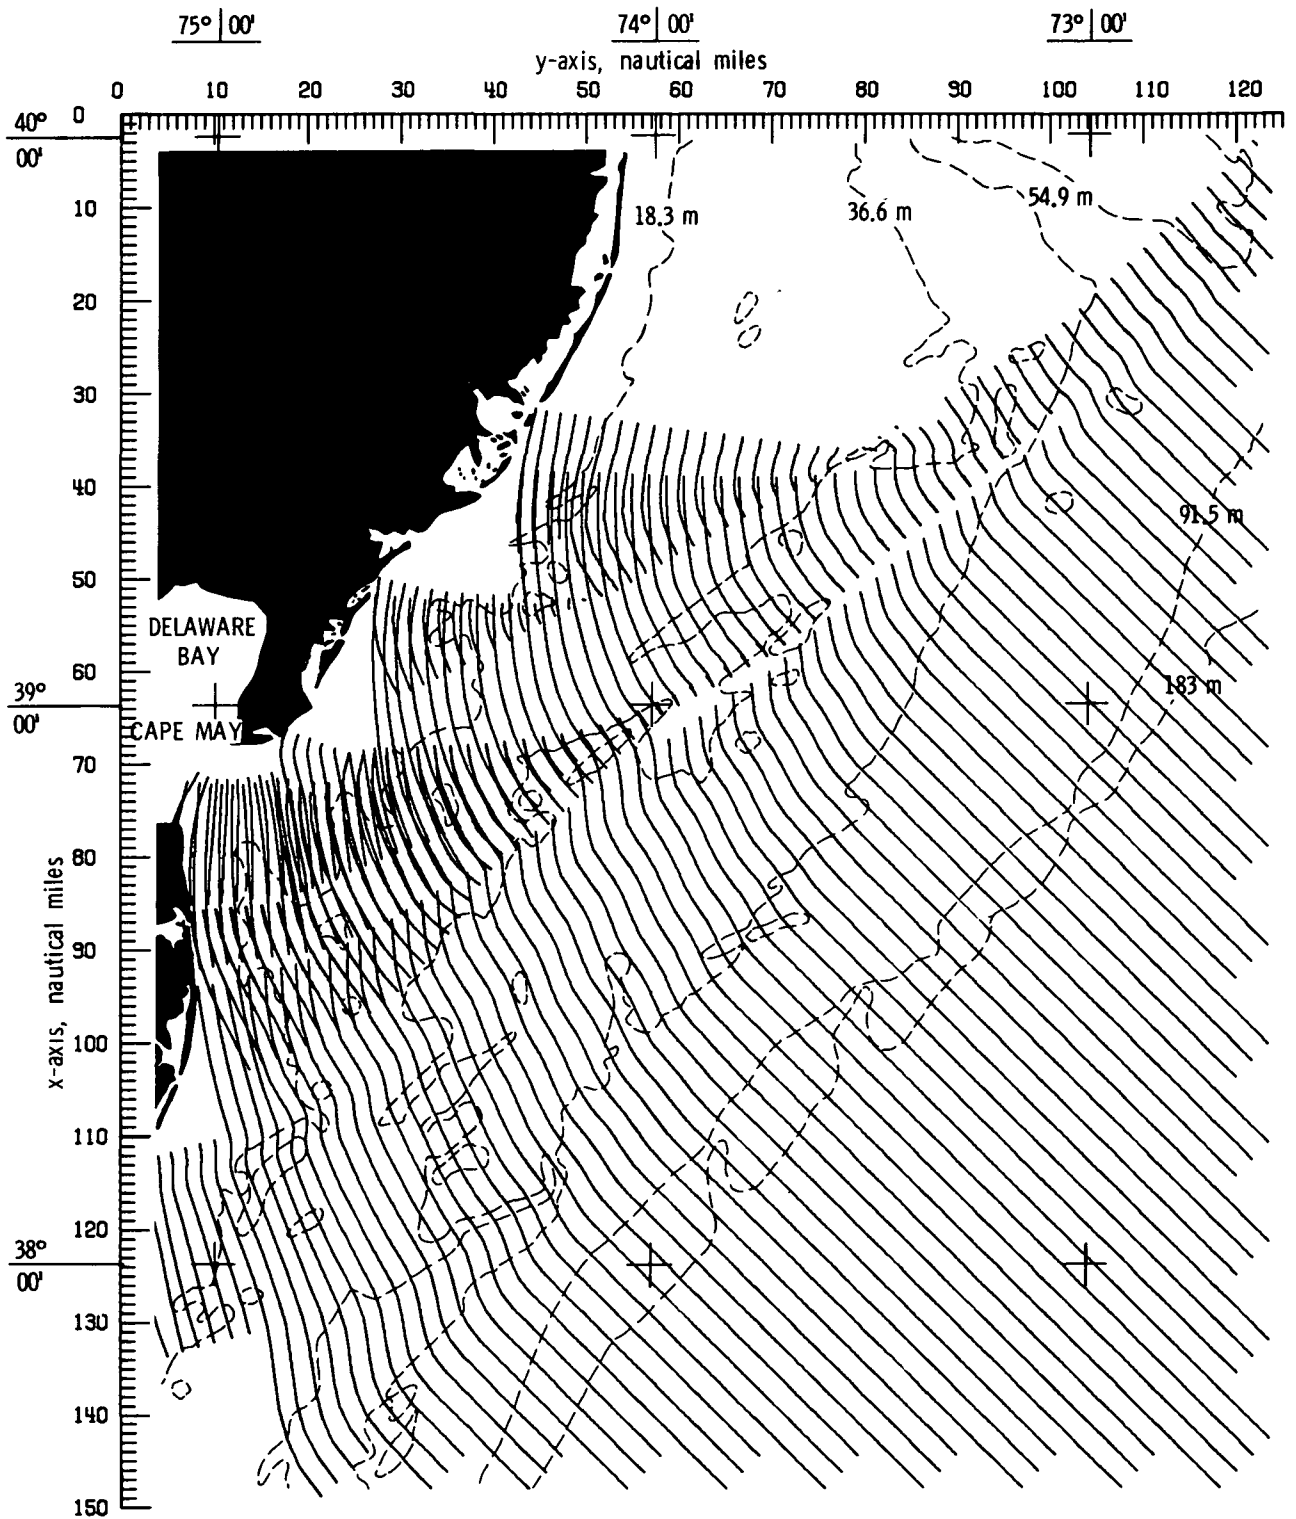 75° 00' 74° 00' 73° 00'
y-axis, nautical miles
0 10 20 30 40 50 60 70 80 90 100 110 120
0
40°
00'
10
18.3 m 36.6 m 54.9 m
20
30
40
91.5 m
50
DELAWARE
BAY
60
183 m
39°
00'
CAPE MAY
70
80
x-axis, nautical miles
90
100
110
120
38°
00'
130
140
150